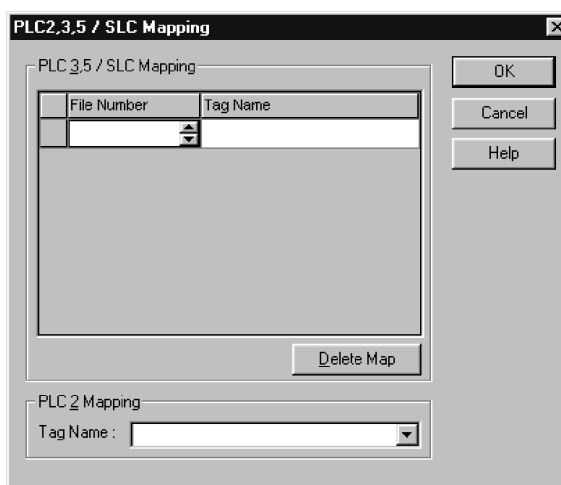 PLC2,3,5 / SLC Mapping
PLC 3,5 / SLC Mapping
File Number Tag Name
OK
Cancel
Help
Delete Map
PLC 2 Mapping
Tag Name :